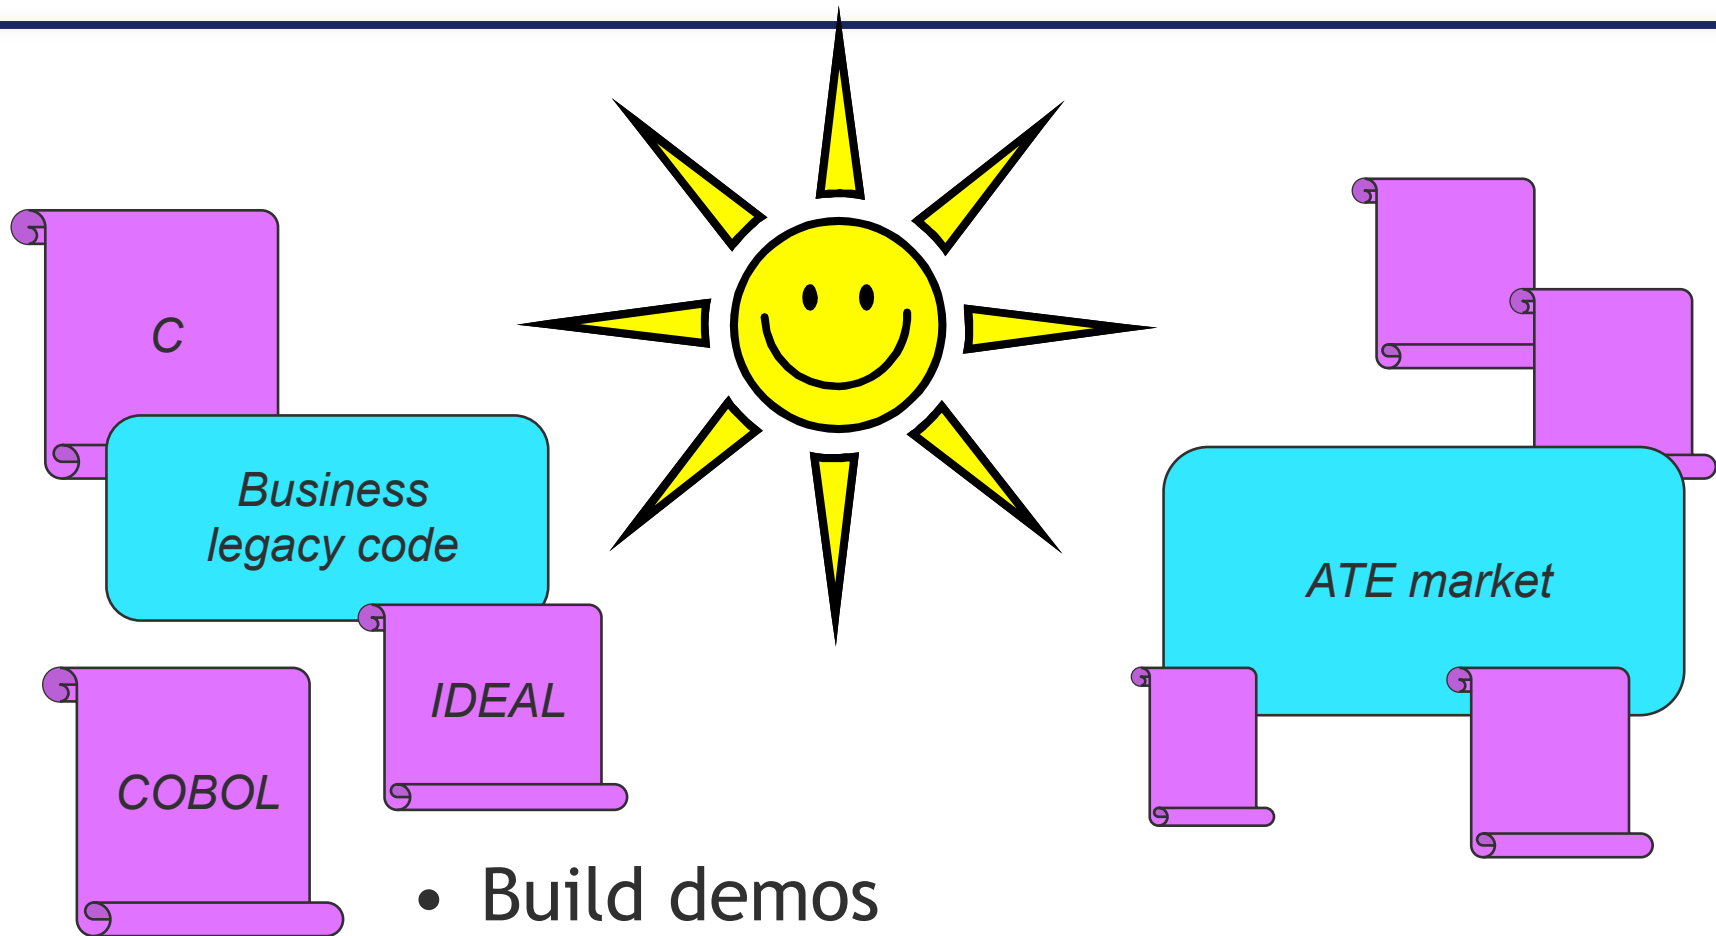 C
Business
legacy code
IDEAL
COBOL
ATE market
• Build demos